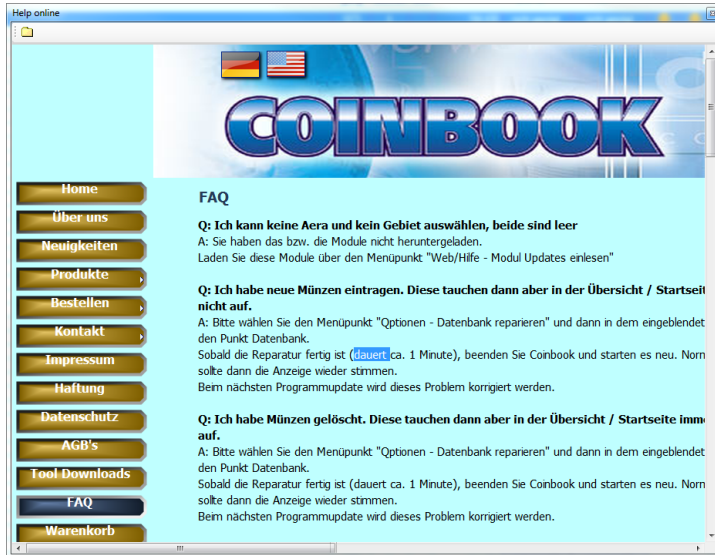 Help online
COINBOOK
Home
Über uns
Neuigkeiten
Produkte
Bestellen
Kontakt
Impressum
Haftung
Datenschutz
AGB's
Tool Downloads
FAQ
Warenkorb
FAQ
Q: Ich kann keine Aera und kein Gebiet auswählen, beide sind leer
A: Sie haben das bzw. die Module nicht heruntergeladen.
Laden Sie diese Module über den Menüpunkt "Web/Hilfe - Modul Updates einlesen"
Q: Ich habe neue Münzen eintragen. Diese tauchen dann aber in der Übersicht / Startseit
nicht auf.
A: Bitte wählen Sie den Menüpunkt "Optionen - Datenbank reparieren" und dann in dem eingeblendet
den Punkt Datenbank.
Sobald die Reparatur fertig ist (dauert ca. 1 Minute), beenden Sie Coinbook und starten es neu. Norn
sollte dann die Anzeige wieder stimmen.
Beim nächsten Programmupdate wird dieses Problem korrigiert werden.
Q: Ich habe Münzen gelöscht. Diese tauchen dann aber in der Übersicht / Startseite imme
auf.
A: Bitte wählen Sie den Menüpunkt "Optionen - Datenbank reparieren" und dann in dem eingeblendet
den Punkt Datenbank.
Sobald die Reparatur fertig ist (dauert ca. 1 Minute), beenden Sie Coinbook und starten es neu. Norn
sollte dann die Anzeige wieder stimmen.
Beim nächsten Programmupdate wird dieses Problem korrigiert werden.